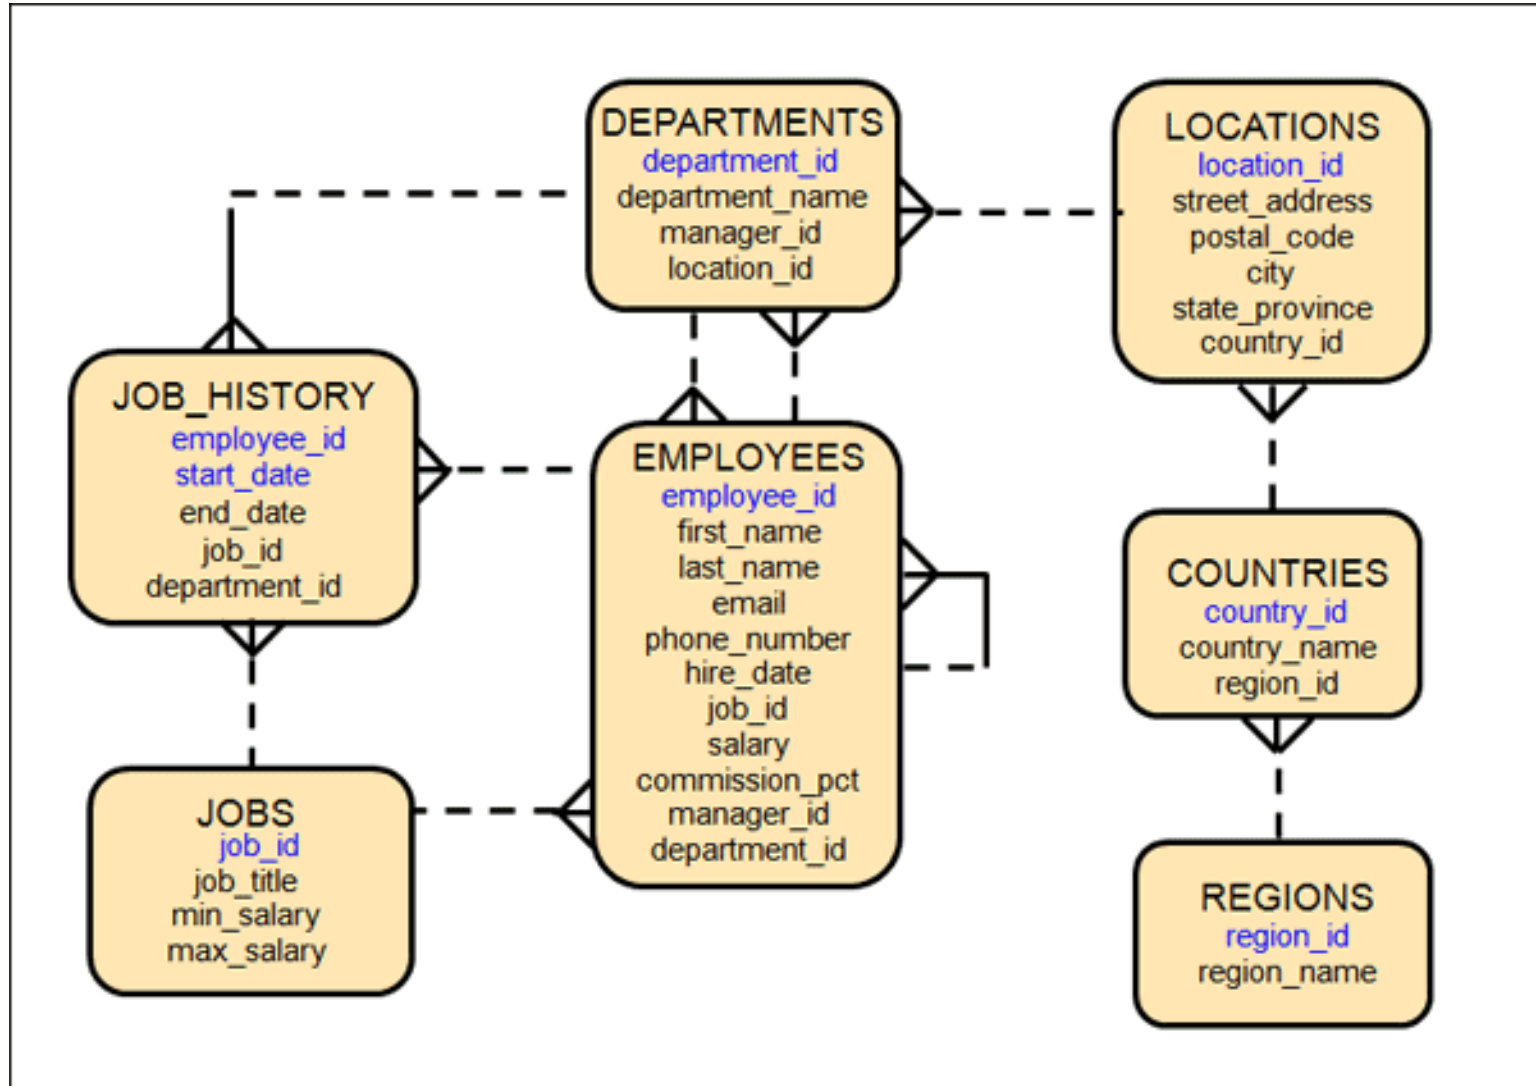 DEPARTMENTS
department_id
department_name
manager_id
location_id
LOCATIONS
location_id
street_address
postal_code
city
state_province
country_id
JOB_HISTORY
employee_id
start_date
end_date
job_id
department_id
EMPLOYEES
employee_id
first_name
last_name
email
phone_number
hire_date
job_id
salary
commission_pct
manager_id
department_id
COUNTRIES
country_id
country_name
region_id
JOBS
job_id
job_title
min_salary
max_salary
REGIONS
region_id
region_name